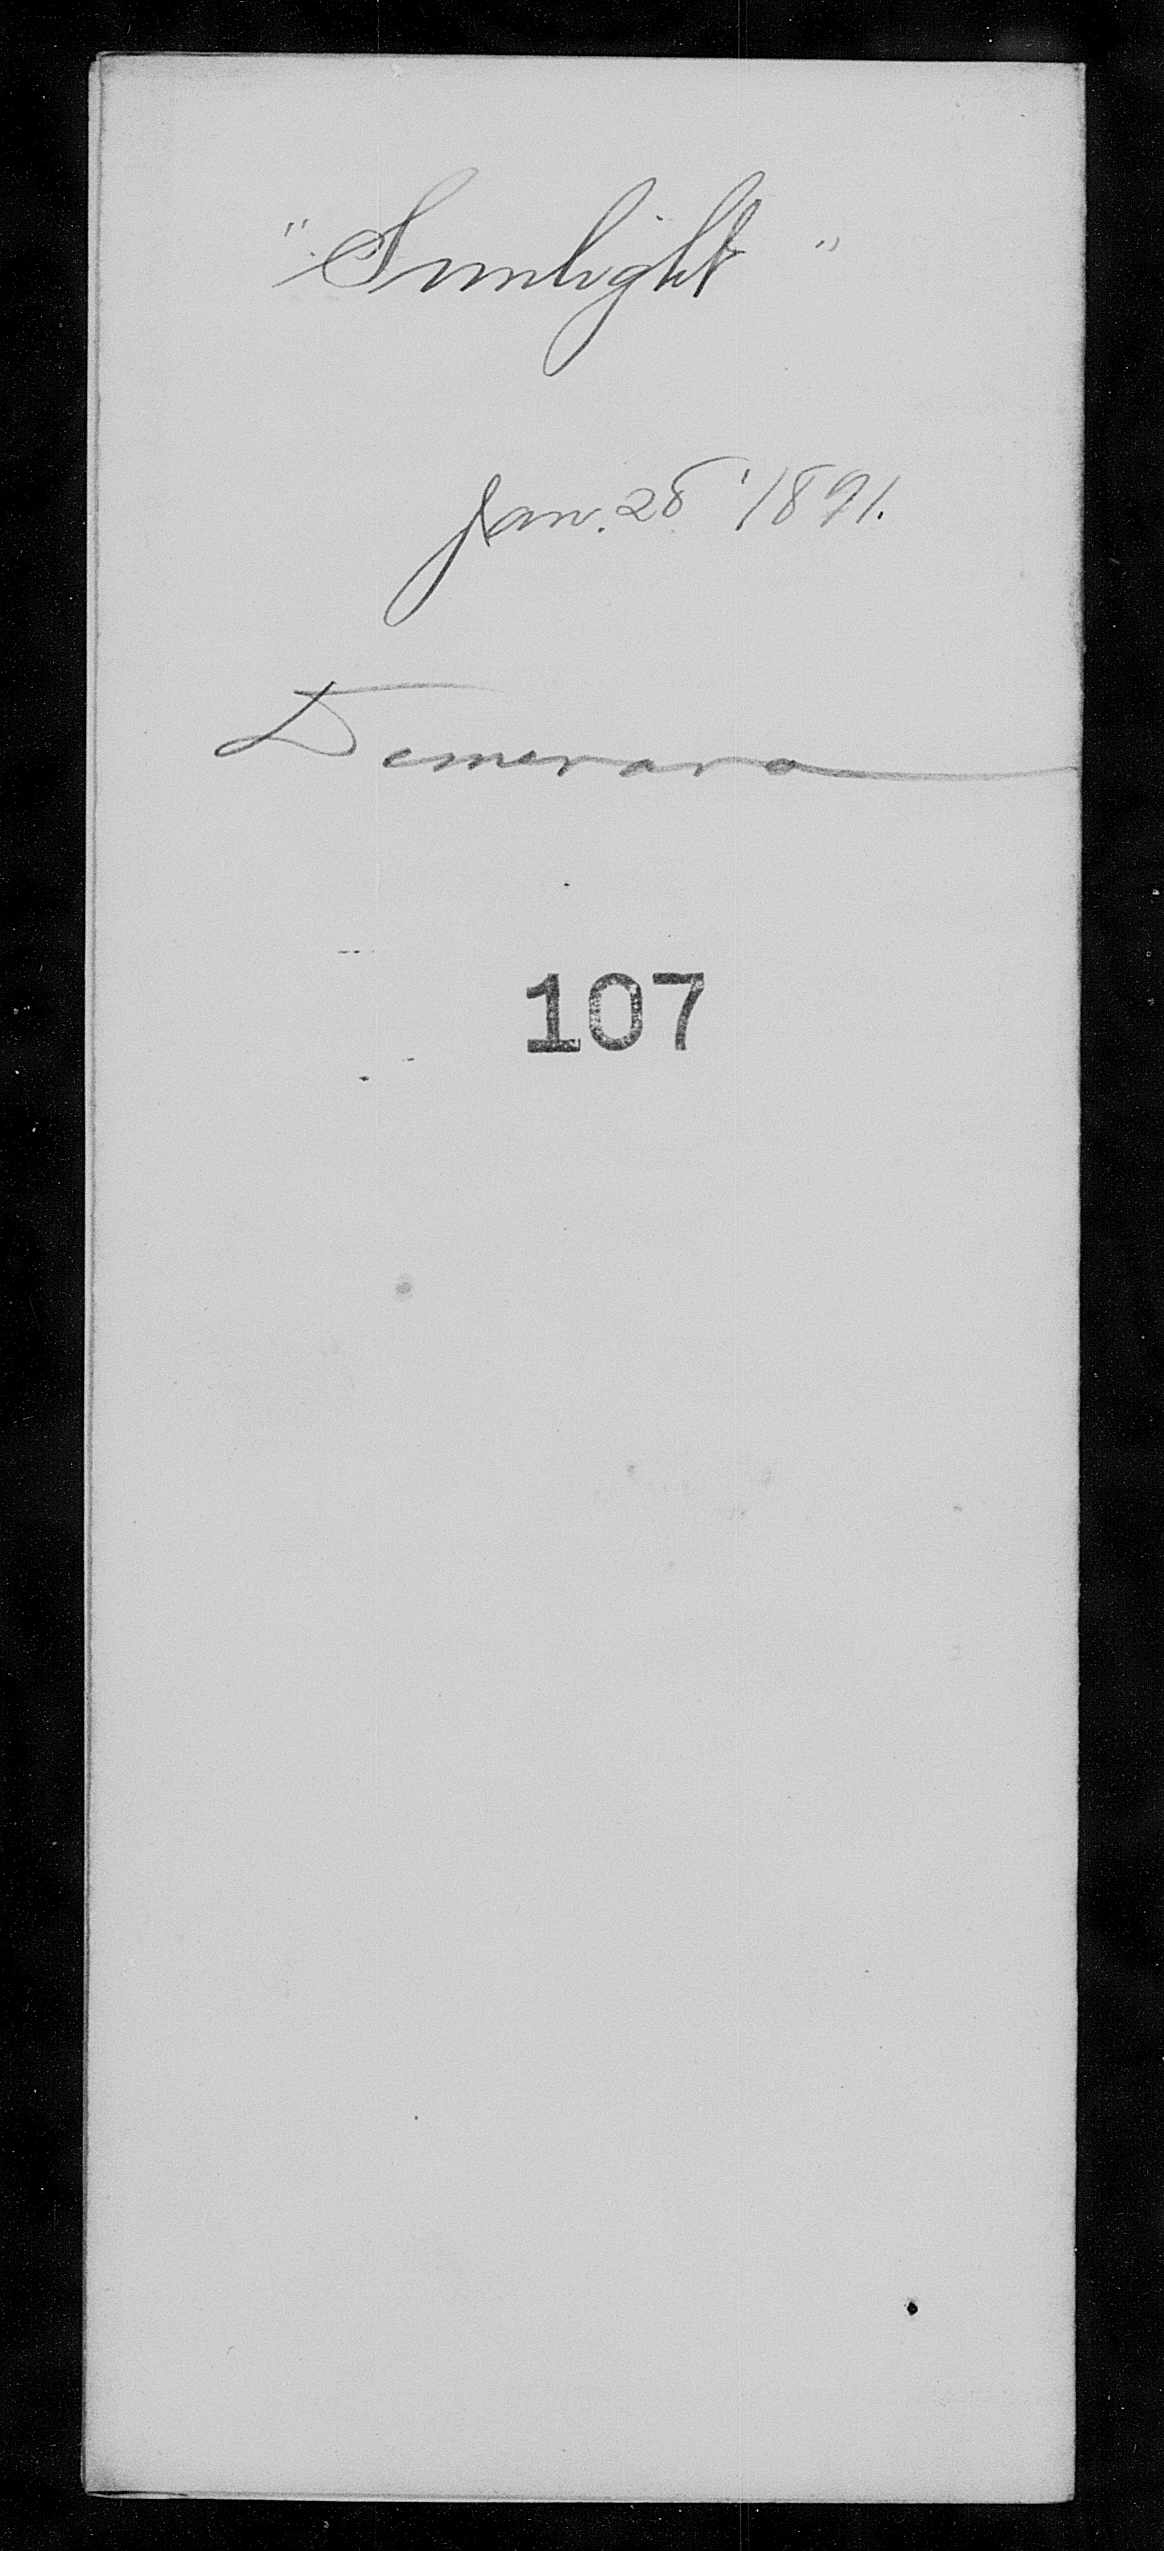 "Sunlight"
Jan. 28 '1891.
Demerara
107